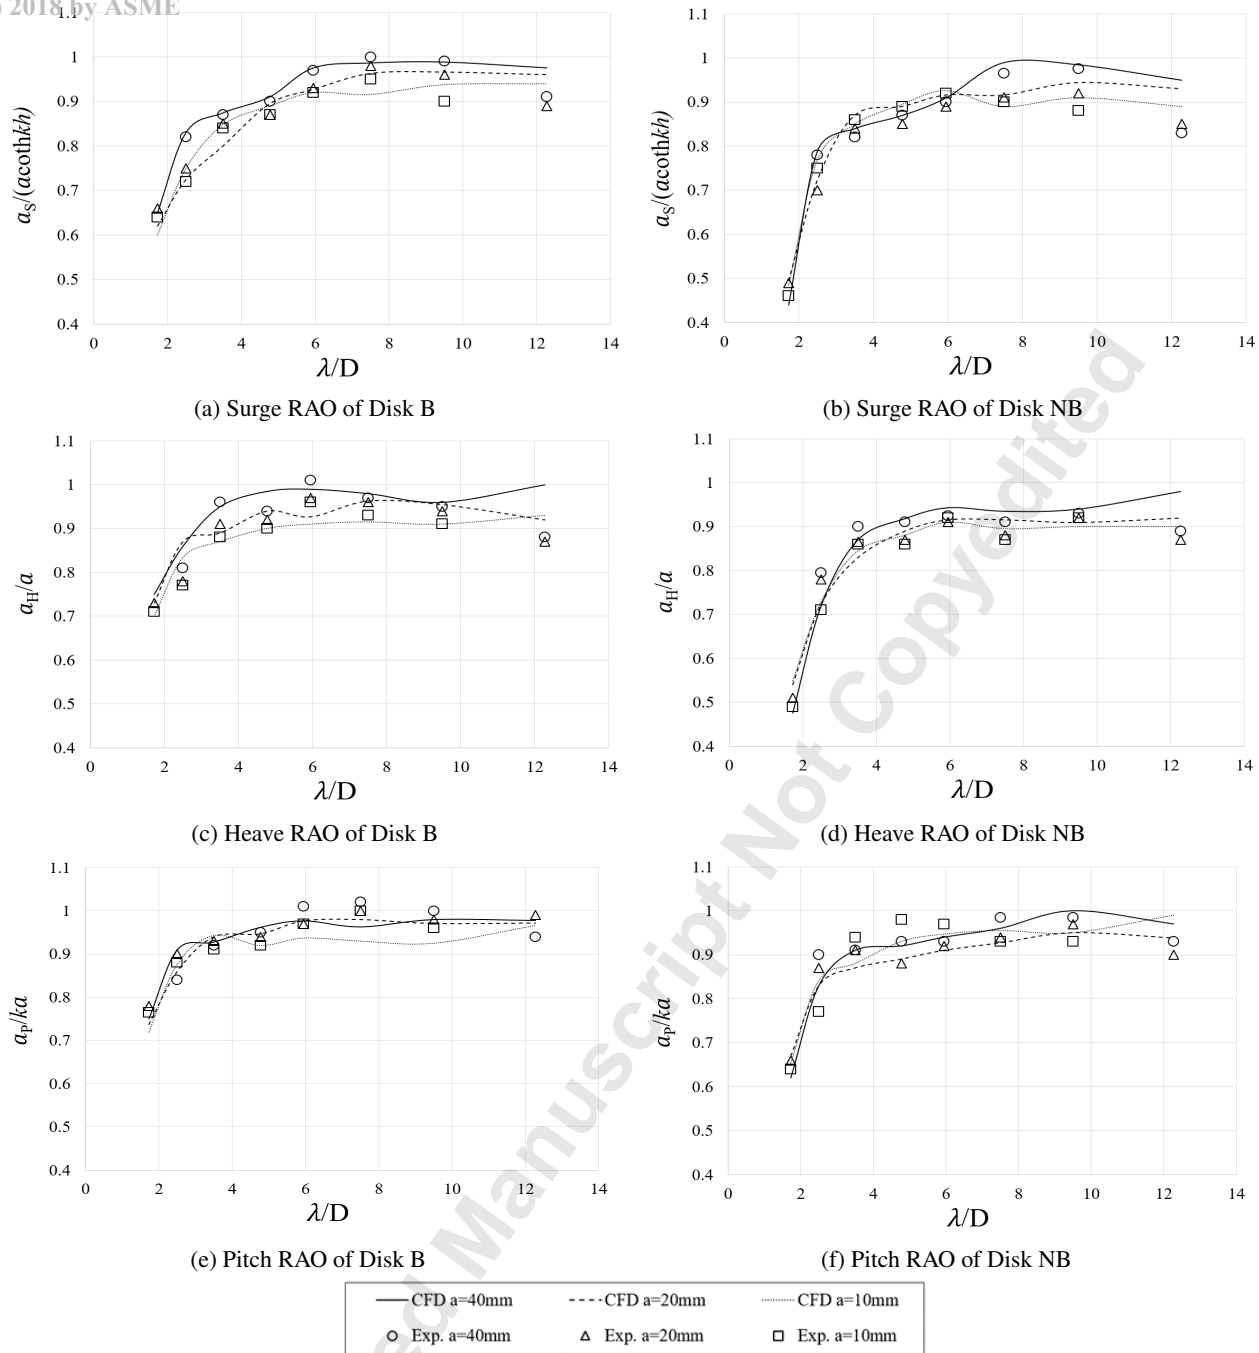 ) 2018 by ASME
1.1
1
0.9
0.8
0.7
0.6
0.5
0.4
0 2 4 6 8 10 12 14
a_S/(acothkh)
λ/D
(a) Surge RAO of Disk B
1.1
1
0.9
0.8
0.7
0.6
0.5
0.4
0 2 4 6 8 10 12 14
a_S/(acothkh)
λ/D
(b) Surge RAO of Disk NB
1.1
1
0.9
0.8
0.7
0.6
0.5
0.4
0 2 4 6 8 10 12 14
a_H/a
λ/D
(c) Heave RAO of Disk B
1.1
1
0.9
0.8
0.7
0.6
0.5
0.4
0 2 4 6 8 10 12 14
a_H/a
λ/D
(d) Heave RAO of Disk NB
1.1
1
0.9
0.8
0.7
0.6
0.5
0.4
0 2 4 6 8 10 12 14
a_P/ka
λ/D
(e) Pitch RAO of Disk B
1.1
1
0.9
0.8
0.7
0.6
0.5
0.4
0 2 4 6 8 10 12 14
a_P/ka
λ/D
(f) Pitch RAO of Disk NB
CFD a=40mm CFD a=20mm CFD a=10mm
Exp. a=40mm Exp. a=20mm Exp. a=10mm
ed Manuscript Not Copyedited